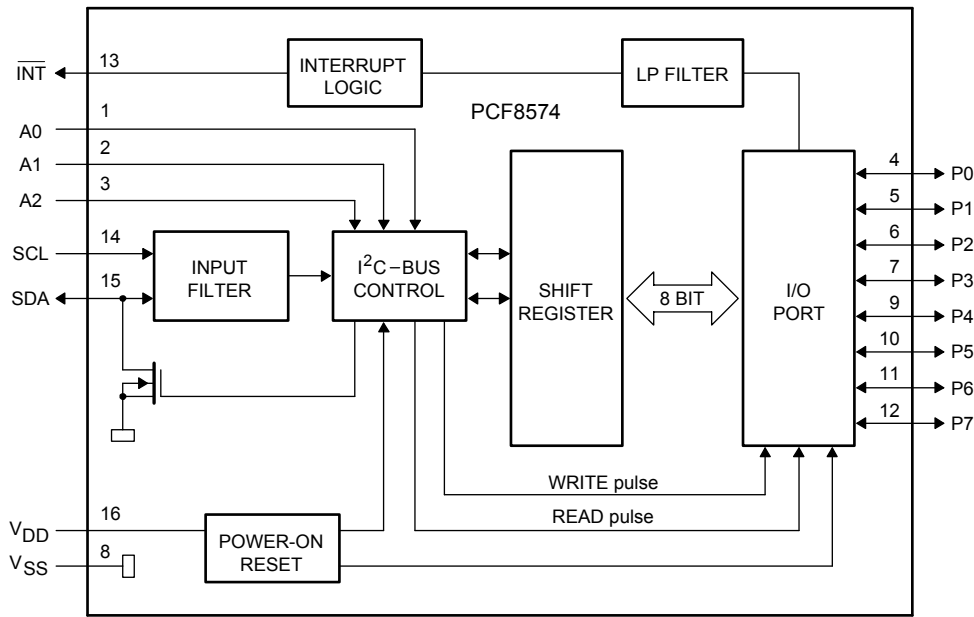 INT
13
INTERRUPT
LOGIC
LP FILTER
PCF8574
A0
1
A1
2
A2
3
SCL
14
SDA
15
INPUT
FILTER
I²C–BUS
CONTROL
SHIFT
REGISTER
8 BIT
I/O
PORT
4
P0
5
P1
6
P2
7
P3
9
P4
10
P5
11
P6
12
P7
WRITE pulse
READ pulse
VDD
16
VSS
8
POWER-ON
RESET